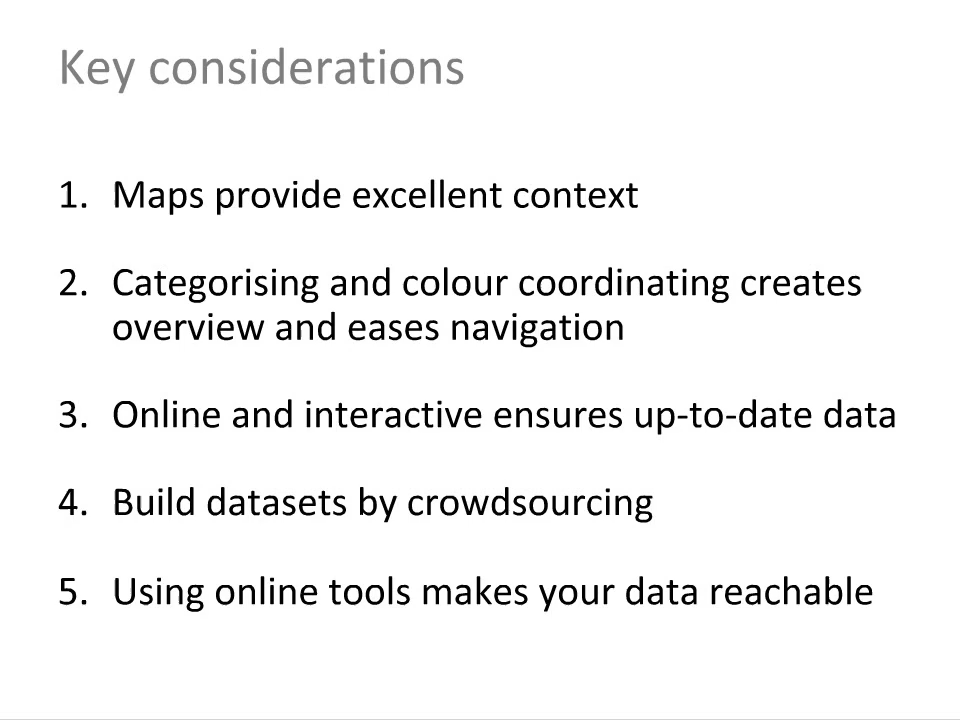 Key considerations
1. Maps provide excellent context
2. Categorising and colour coordinating creates
overview and eases navigation
3. Online and interactive ensures up-to-date data
4. Build datasets by crowdsourcing
5. Using online tools makes your data reachable